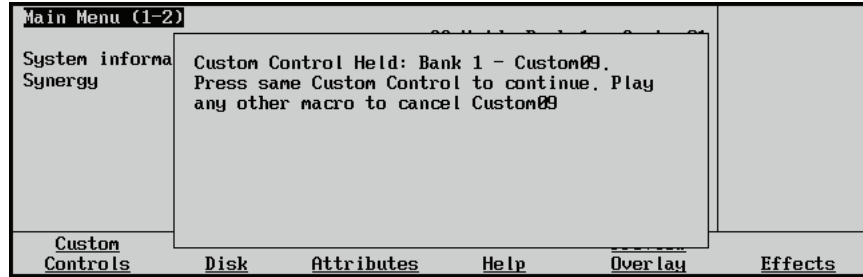 Main Menu (1-2)
System informa
Synergy
Custom Control Held: Bank 1 - Custom09.
Press same Custom Control to continue. Play
any other macro to cancel Custom09
Custom
Controls
Disk
Attributes
Help
Overlay
Effects